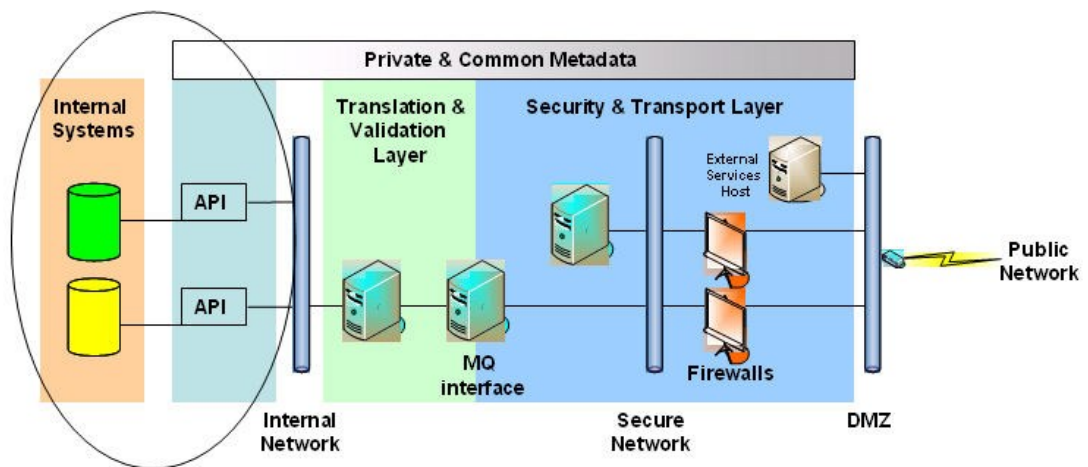 Private & Common Metadata
Internal
Systems
Translation &
Validation
Layer
Security & Transport Layer
External
Services
Host
API
API
Public
Network
MQ
interface
Firewalls
Internal
Network
Secure
Network
DMZ